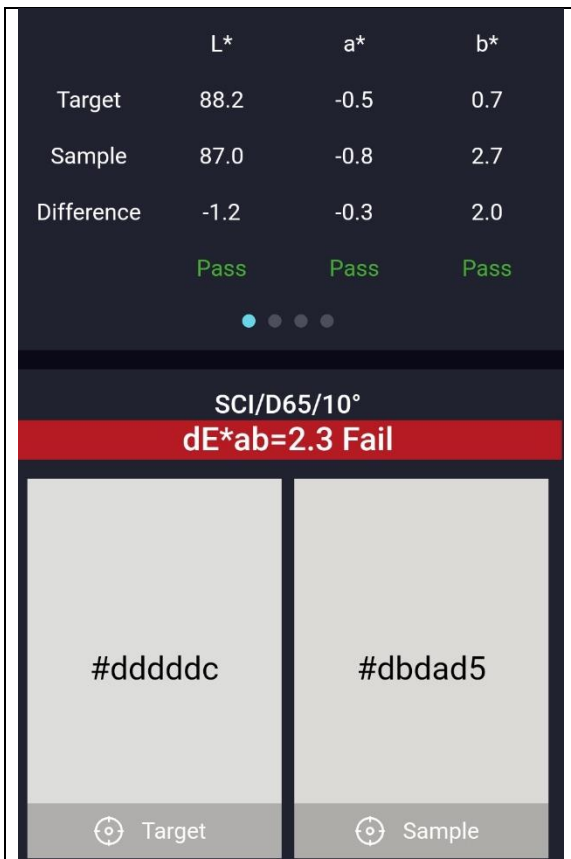 L* a* b*
Target 88.2 -0.5 0.7
Sample 87.0 -0.8 2.7
Difference -1.2 -0.3 2.0
Pass Pass Pass
SCI/D65/10°
dE*ab=2.3 Fail
#dddddc #dbdad5
Target Sample